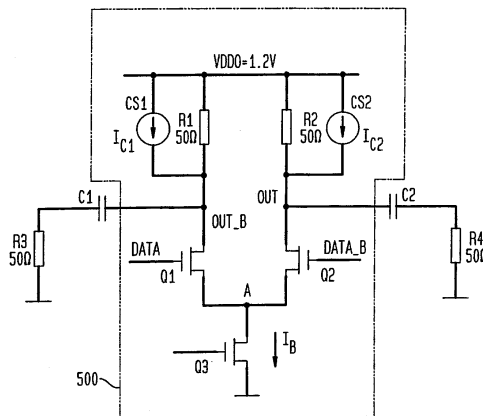 VDDO=1.2V
CS1
CS2
R1
50Ω
R2
50Ω
IC1
IC2
C1
C2
OUT
OUT_B
R3
50Ω
R4
50Ω
DATA
DATA_B
Q1
Q2
A
IB
Q3
500